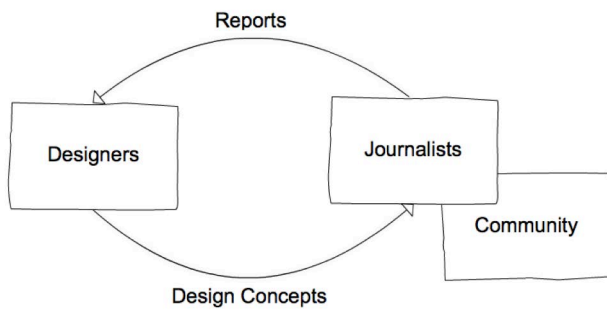 Reports
Designers
Journalists
Community
Design Concepts